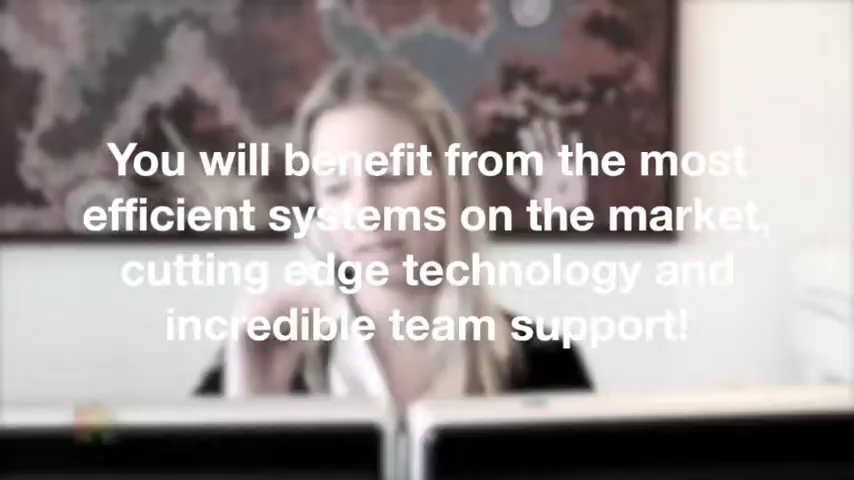 You will benefit from the most
efficient systems on the market,
cutting edge technology and
incredible team support!